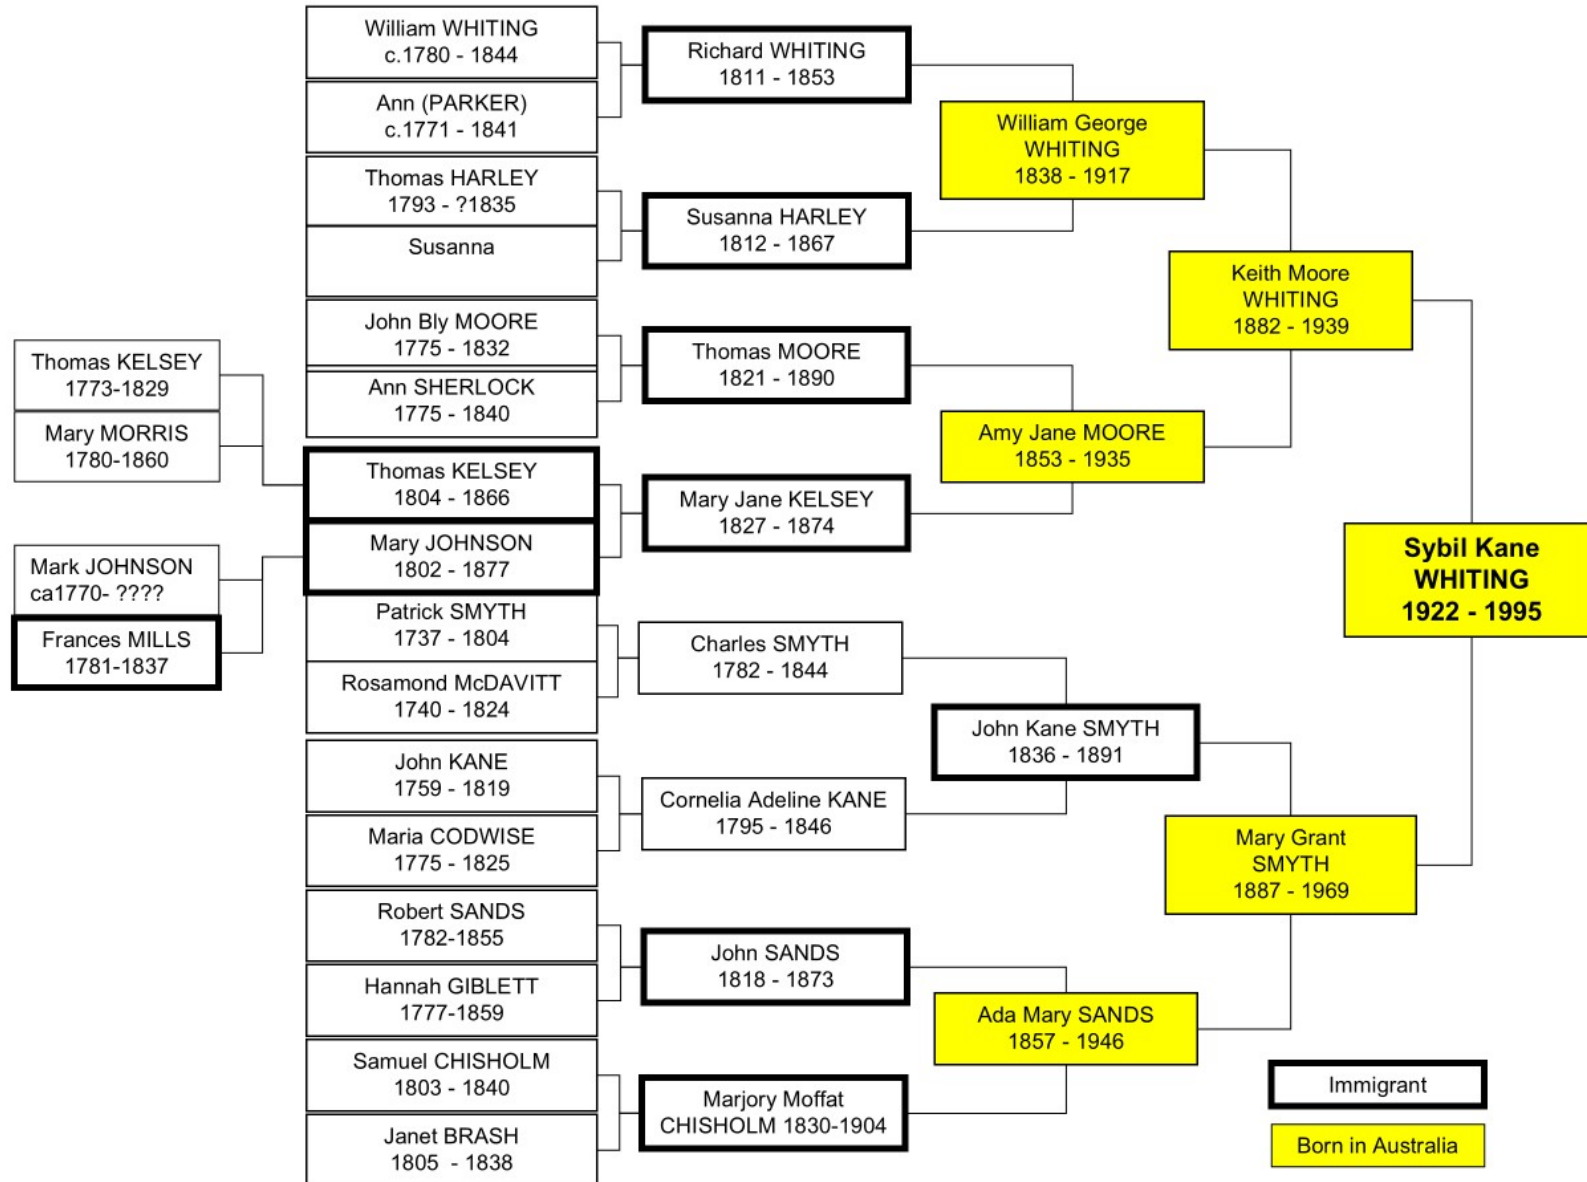 Thomas KELSEY
1773-1829
Mary MORRIS
1780-1860
Mark JOHNSON
ca1770- ????
Frances MILLS
1781-1837
William WHITING
c.1780 - 1844
Ann (PARKER)
c.1771 - 1841
Thomas HARLEY
1793 - ?1835
Susanna
John Bly MOORE
1775 - 1832
Ann SHERLOCK
1775 - 1840
Thomas KELSEY
1804 - 1866
Mary JOHNSON
1802 - 1877
Patrick SMYTH
1737 - 1804
Rosamond McDAVITT
1740 - 1824
John KANE
1759 - 1819
Maria CODWISE
1775 - 1825
Robert SANDS
1782-1855
Hannah GIBLETT
1777-1859
Samuel CHISHOLM
1803 - 1840
Janet BRASH
1805 - 1838
Richard WHITING
1811 - 1853
Susanna HARLEY
1812 - 1867
Thomas MOORE
1821 - 1890
Mary Jane KELSEY
1827 - 1874
Charles SMYTH
1782 - 1844
Cornelia Adeline KANE
1795 - 1846
John SANDS
1818 - 1873
Marjory Moffat
CHISHOLM 1830-1904
William George
WHITING
1838 - 1917
Amy Jane MOORE
1853 - 1935
John Kane SMYTH
1836 - 1891
Ada Mary SANDS
1857 - 1946
Keith Moore
WHITING
1882 - 1939
Mary Grant
SMYTH
1887 - 1969
Sybil Kane
WHITING
1922 - 1995
Immigrant
Born in Australia